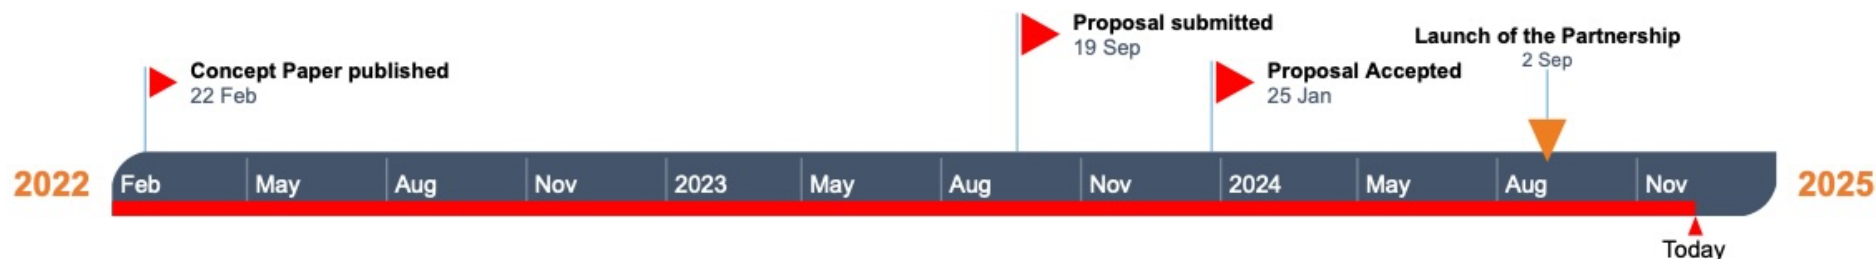 Proposal submitted
19 Sep
Launch of the Partnership
2 Sep
Concept Paper published
22 Feb
Proposal Accepted
25 Jan
2022 Feb May Aug Nov 2023 May Aug Nov 2024 May Aug Nov 2025
Today